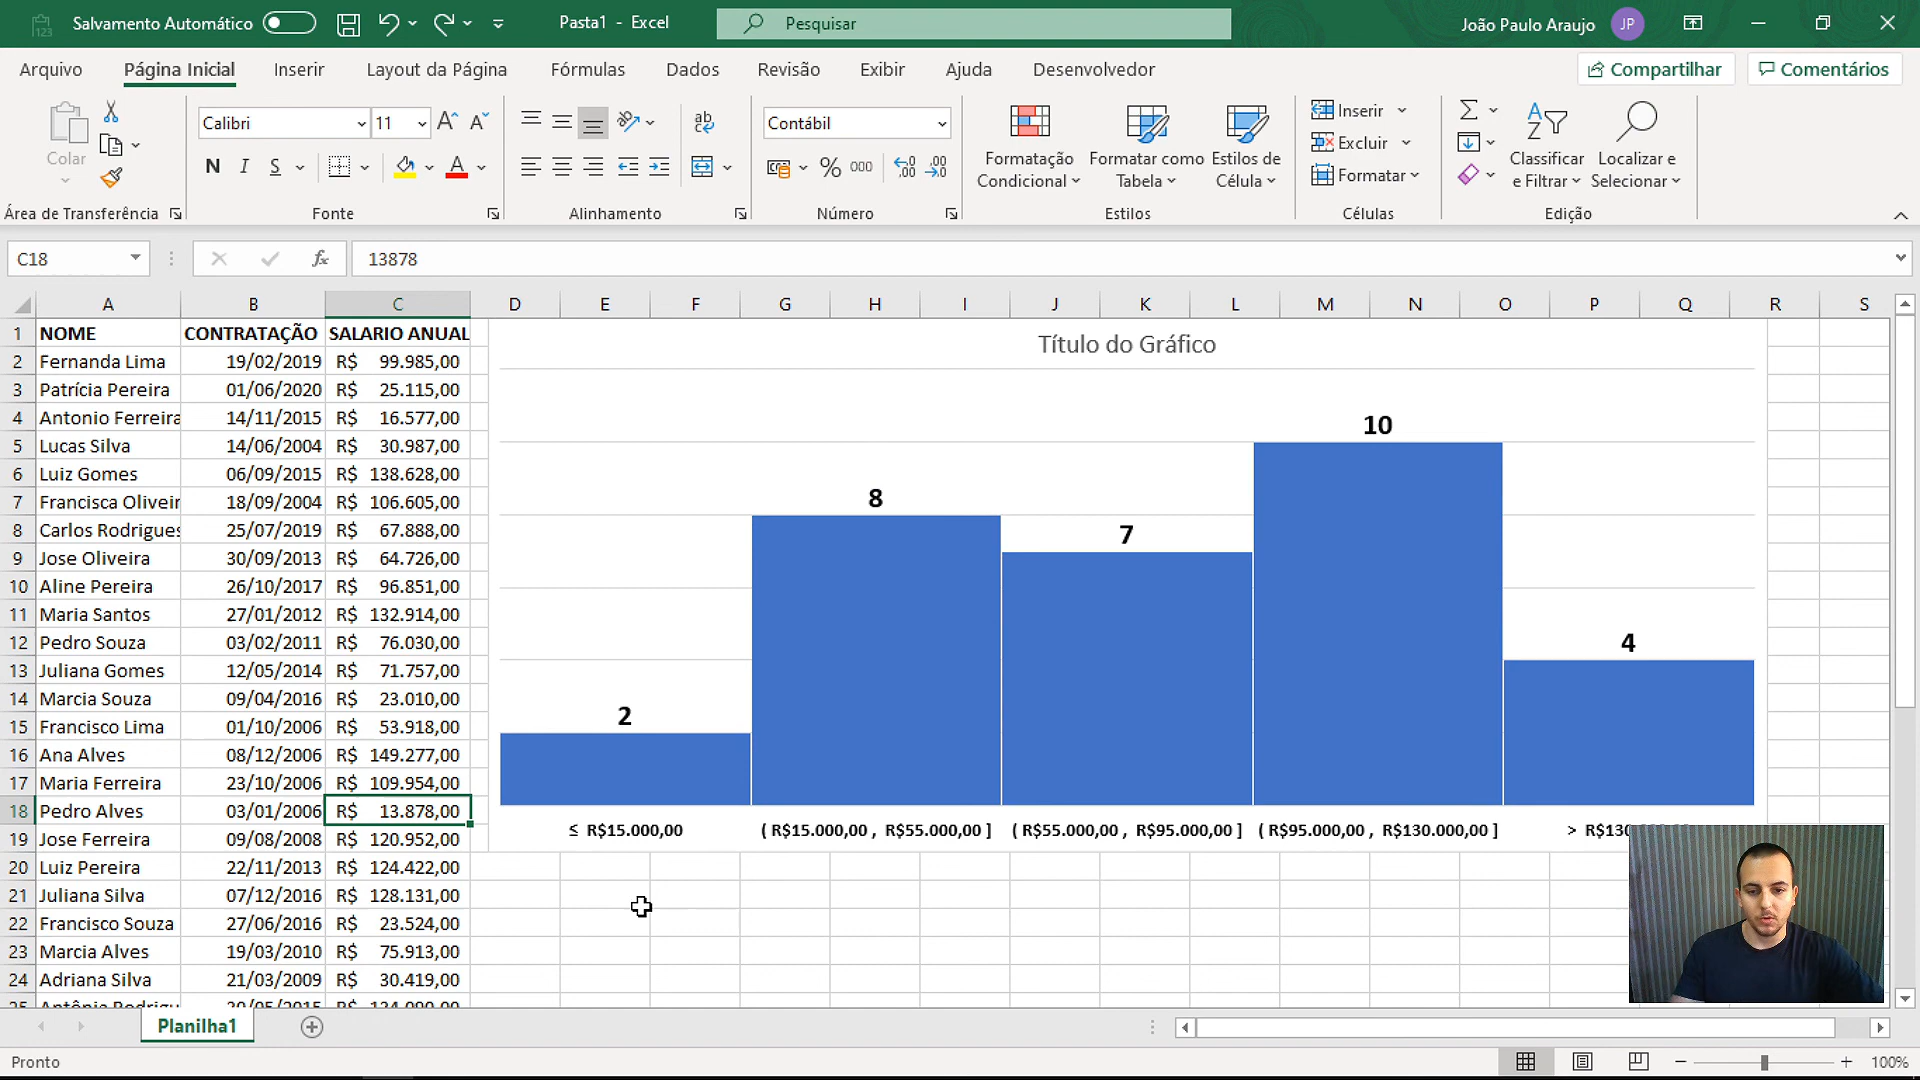 Salvamento Automático
Pasta1 - Excel
Pesquisar
João Paulo Araujo
JP
Arquivo
Página Inicial
Inserir
Layout da Página
Fórmulas
Dados
Revisão
Exibir
Ajuda
Desenvolvedor
Compartilhar
Comentários
Colar
Calibri
11
N I S
Contábil
% 000
Formatação Condicional
Formatar como Tabela
Estilos de Célula
Inserir
Excluir
Formatar
Classificar e Filtrar
Localizar e Selecionar
Área de Transferência
Fonte
Alinhamento
Número
Estilos
Células
Edição
C18
fx
13878
A B C D E F G H I J K L M N O P Q R S
1 NOME CONTRATAÇÃO SALARIO ANUAL
2 Fernanda Lima 19/02/2019 R$ 99.985,00
3 Patrícia Pereira 01/06/2020 R$ 25.115,00
4 Antonio Ferreira 14/11/2015 R$ 16.577,00
5 Lucas Silva 14/06/2004 R$ 30.987,00
6 Luiz Gomes 06/09/2015 R$ 138.628,00
7 Francisca Oliveir 18/09/2004 R$ 106.605,00
8 Carlos Rodrigues 25/07/2019 R$ 67.888,00
9 Jose Oliveira 30/09/2013 R$ 64.726,00
10 Aline Pereira 26/10/2017 R$ 96.851,00
11 Maria Santos 27/01/2012 R$ 132.914,00
12 Pedro Souza 03/02/2011 R$ 76.030,00
13 Juliana Gomes 12/05/2014 R$ 71.757,00
14 Marcia Souza 09/04/2016 R$ 23.010,00
15 Francisco Lima 01/10/2006 R$ 53.918,00
16 Ana Alves 08/12/2006 R$ 149.277,00
17 Maria Ferreira 23/10/2006 R$ 109.954,00
18 Pedro Alves 03/01/2006 R$ 13.878,00
19 Jose Ferreira 09/08/2008 R$ 120.952,00
20 Luiz Pereira 22/11/2013 R$ 124.422,00
21 Juliana Silva 07/12/2016 R$ 128.131,00
22 Francisco Souza 27/06/2016 R$ 23.524,00
23 Marcia Alves 19/03/2010 R$ 75.913,00
24 Adriana Silva 21/03/2009 R$ 30.419,00
Título do Gráfico
2
8
7
10
4
≤ R$15.000,00
( R$15.000,00 , R$55.000,00 ]
( R$55.000,00 , R$95.000,00 ]
( R$95.000,00 , R$130.000,00 ]
> R$130
Planilha1
Pronto
100%